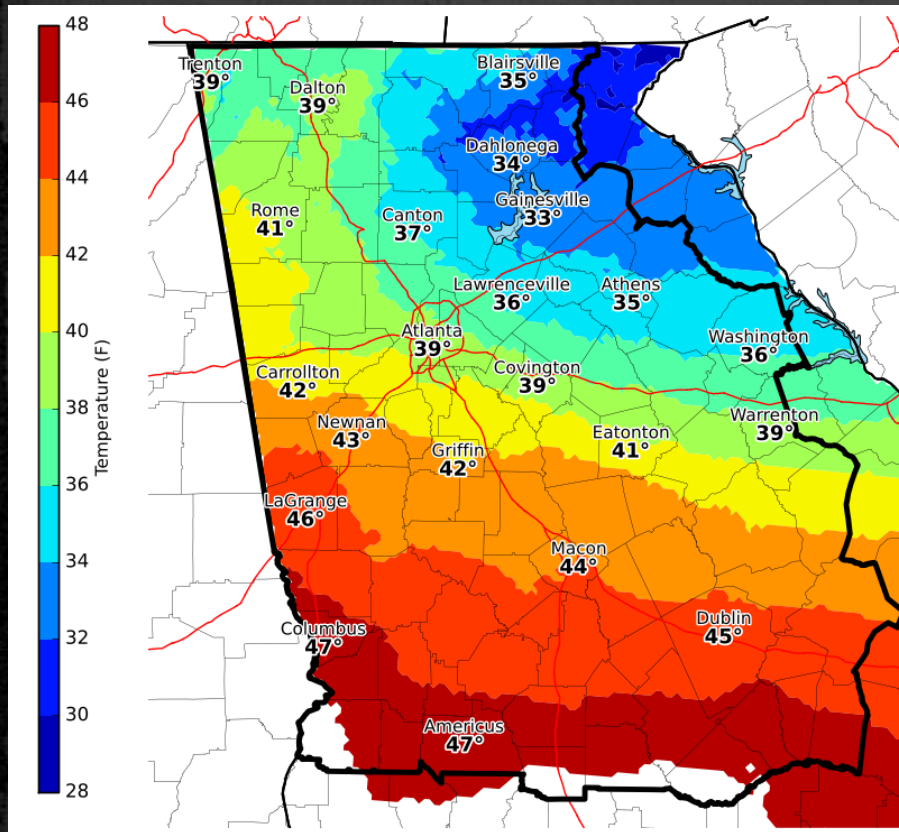 48
46
44
42
40
38
36
34
32
30
28
Temperature (F)
Trenton
39°
Dalton
39°
Blairsville
35°
Dahlonega
34°
Gainesville
33°
Rome
41°
Canton
37°
Lawrenceville
36°
Athens
35°
Atlanta
39°
Washington
36°
Carrollton
42°
Covington
39°
Newnan
43°
Griffin
42°
Eatonton
41°
Warrenton
39°
LaGrange
46°
Macon
44°
Columbus
47°
Dublin
45°
Americus
47°